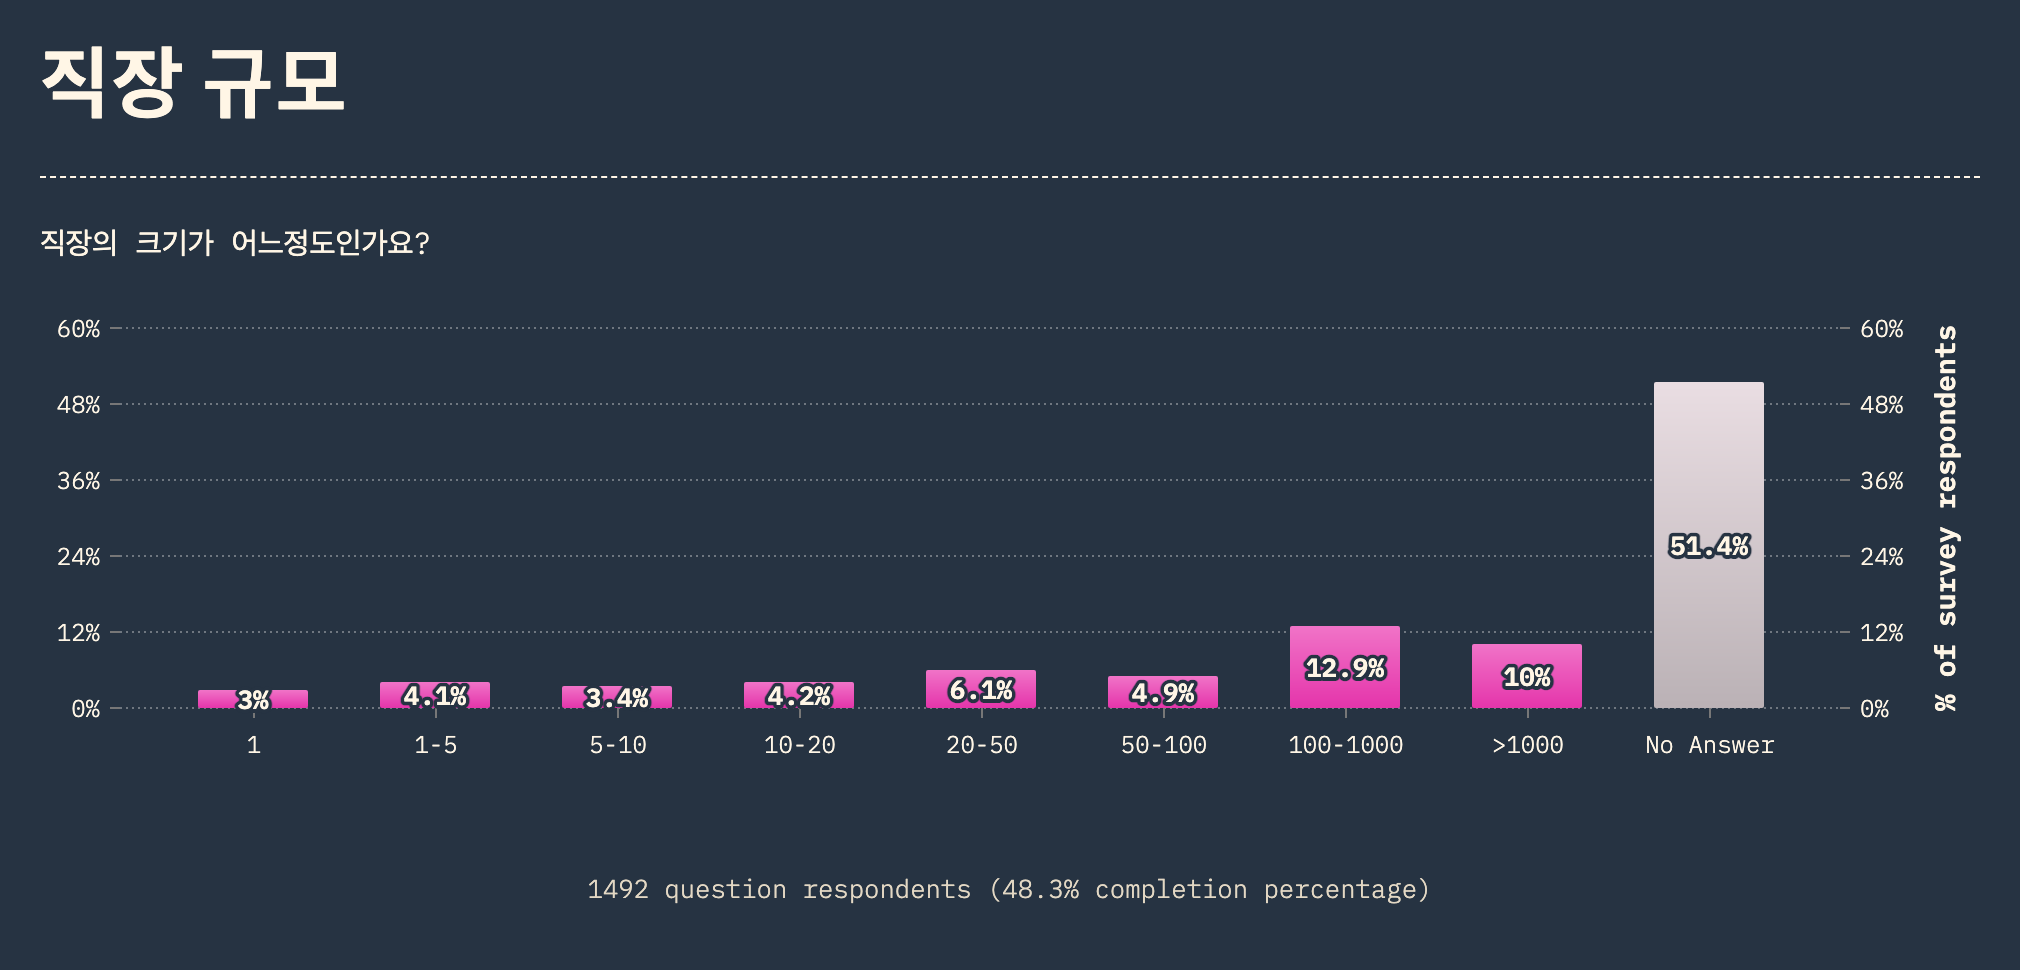 직장 규모
직장의 크기가 어느정도인가요?
60% 60%
48% 48%
36% 36%
24% 24%
12% 12%
0% 0%
% of survey respondents
3% 4.1% 3.4% 4.2% 6.1% 4.9% 12.9% 10% 51.4%
1 1-5 5-10 10-20 20-50 50-100 100-1000 >1000 No Answer
1492 question respondents (48.3% completion percentage)